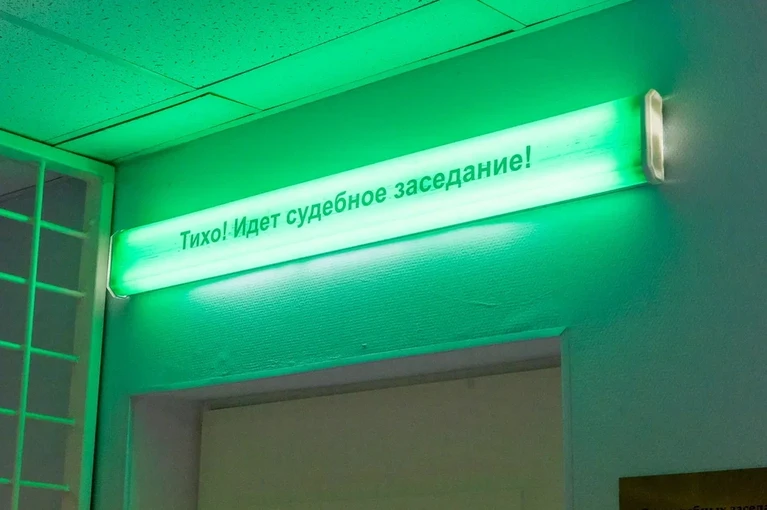 Тихо! Идет судебное заседание!